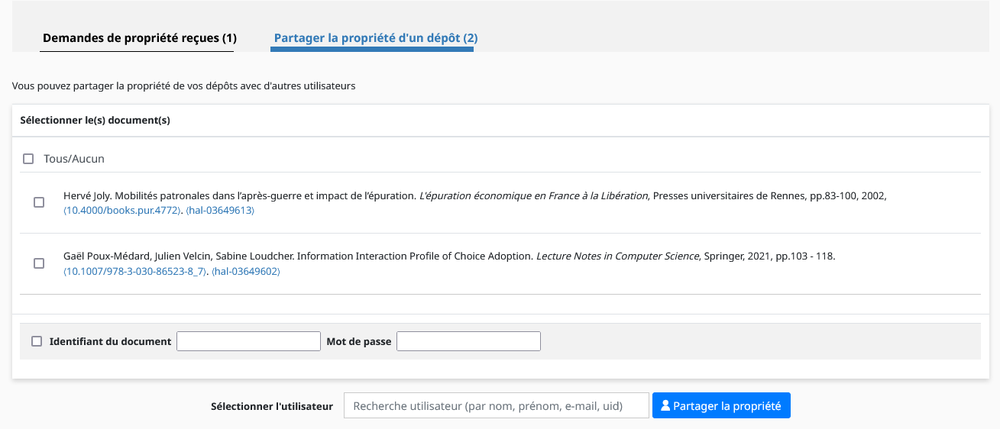 Demandes de propriété reçues (1) Partager la propriété d'un dépôt (2)
Vous pouvez partager la propriété de vos dépôts avec d'autres utilisateurs
Sélectionner le(s) document(s)
Tous/Aucun
Hervé Joly. Mobilités patronales dans l’après-guerre et impact de l’épuration. L'épuration économique en France à la Libération, Presses universitaires de Rennes, pp.83-100, 2002,
⟨10.4000/books.pur.4772⟩. ⟨hal-03649613⟩
Gaël Poux-Médard, Julien Velcin, Sabine Loudcher. Information Interaction Profile of Choice Adoption. Lecture Notes in Computer Science, Springer, 2021, pp.103 - 118.
⟨10.1007/978-3-030-86523-8_7⟩. ⟨hal-03649602⟩
Identifiant du document Mot de passe
Sélectionner l'utilisateur Recherche utilisateur (par nom, prénom, e-mail, uid) Partager la propriété